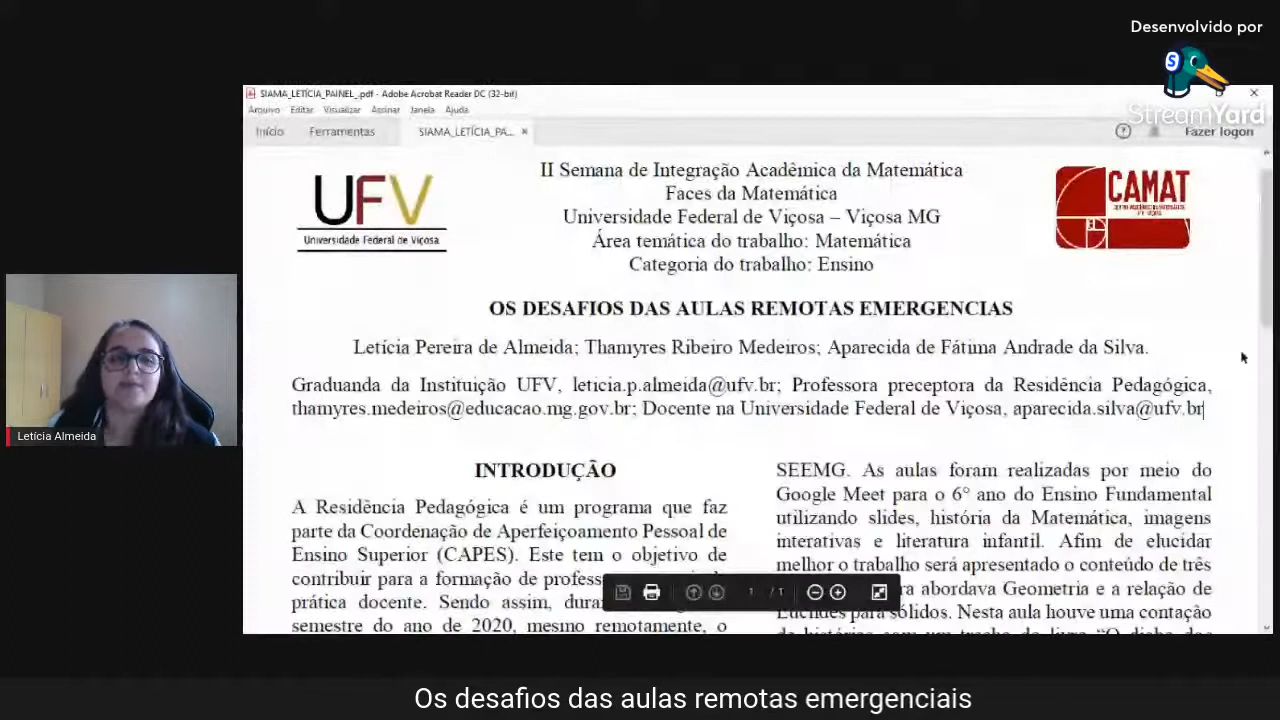 Desenvolvido por
StreamYard
SIAMA_LETÍCIA_PAINEL_.pdf - Adobe Acrobat Reader DC (32-bit)
Arquivo Editar Visualizar Assinar Janela Ajuda
Início Ferramentas SIAMA_LETÍCIA_PA... × Fazer logon
UFV
Universidade Federal de Viçosa
II Semana de Integração Acadêmica da Matemática
Faces da Matemática
Universidade Federal de Viçosa – Viçosa MG
Área temática do trabalho: Matemática
Categoria do trabalho: Ensino
CAMAT
OS DESAFIOS DAS AULAS REMOTAS EMERGENCIAS
Letícia Pereira de Almeida; Thamyres Ribeiro Medeiros; Aparecida de Fátima Andrade da Silva.
Graduanda da Instituição UFV, leticia.p.almeida@ufv.br; Professora preceptora da Residência Pedagógica,
thamyres.medeiros@educacao.mg.gov.br; Docente na Universidade Federal de Viçosa, aparecida.silva@ufv.br
INTRODUÇÃO
A Residência Pedagógica é um programa que faz
parte da Coordenação de Aperfeiçoamento Pessoal de
Ensino Superior (CAPES). Este tem o objetivo de
contribuir para a formação de
prática docente. Sendo assim,
semestre do ano de 2020, mesmo remotamente, o
SEEMG. As aulas foram realizadas por meio do
Google Meet para o 6° ano do Ensino Fundamental
utilizando slides, história da Matemática, imagens
interativas e literatura infantil. Afim de elucidar
melhor o trabalho será apresentado o conteúdo de três
abordava Geometria e a relação de
Euclides para sólidos. Nesta aula houve uma contação
1 / 1
Letícia Almeida
Os desafios das aulas remotas emergenciais